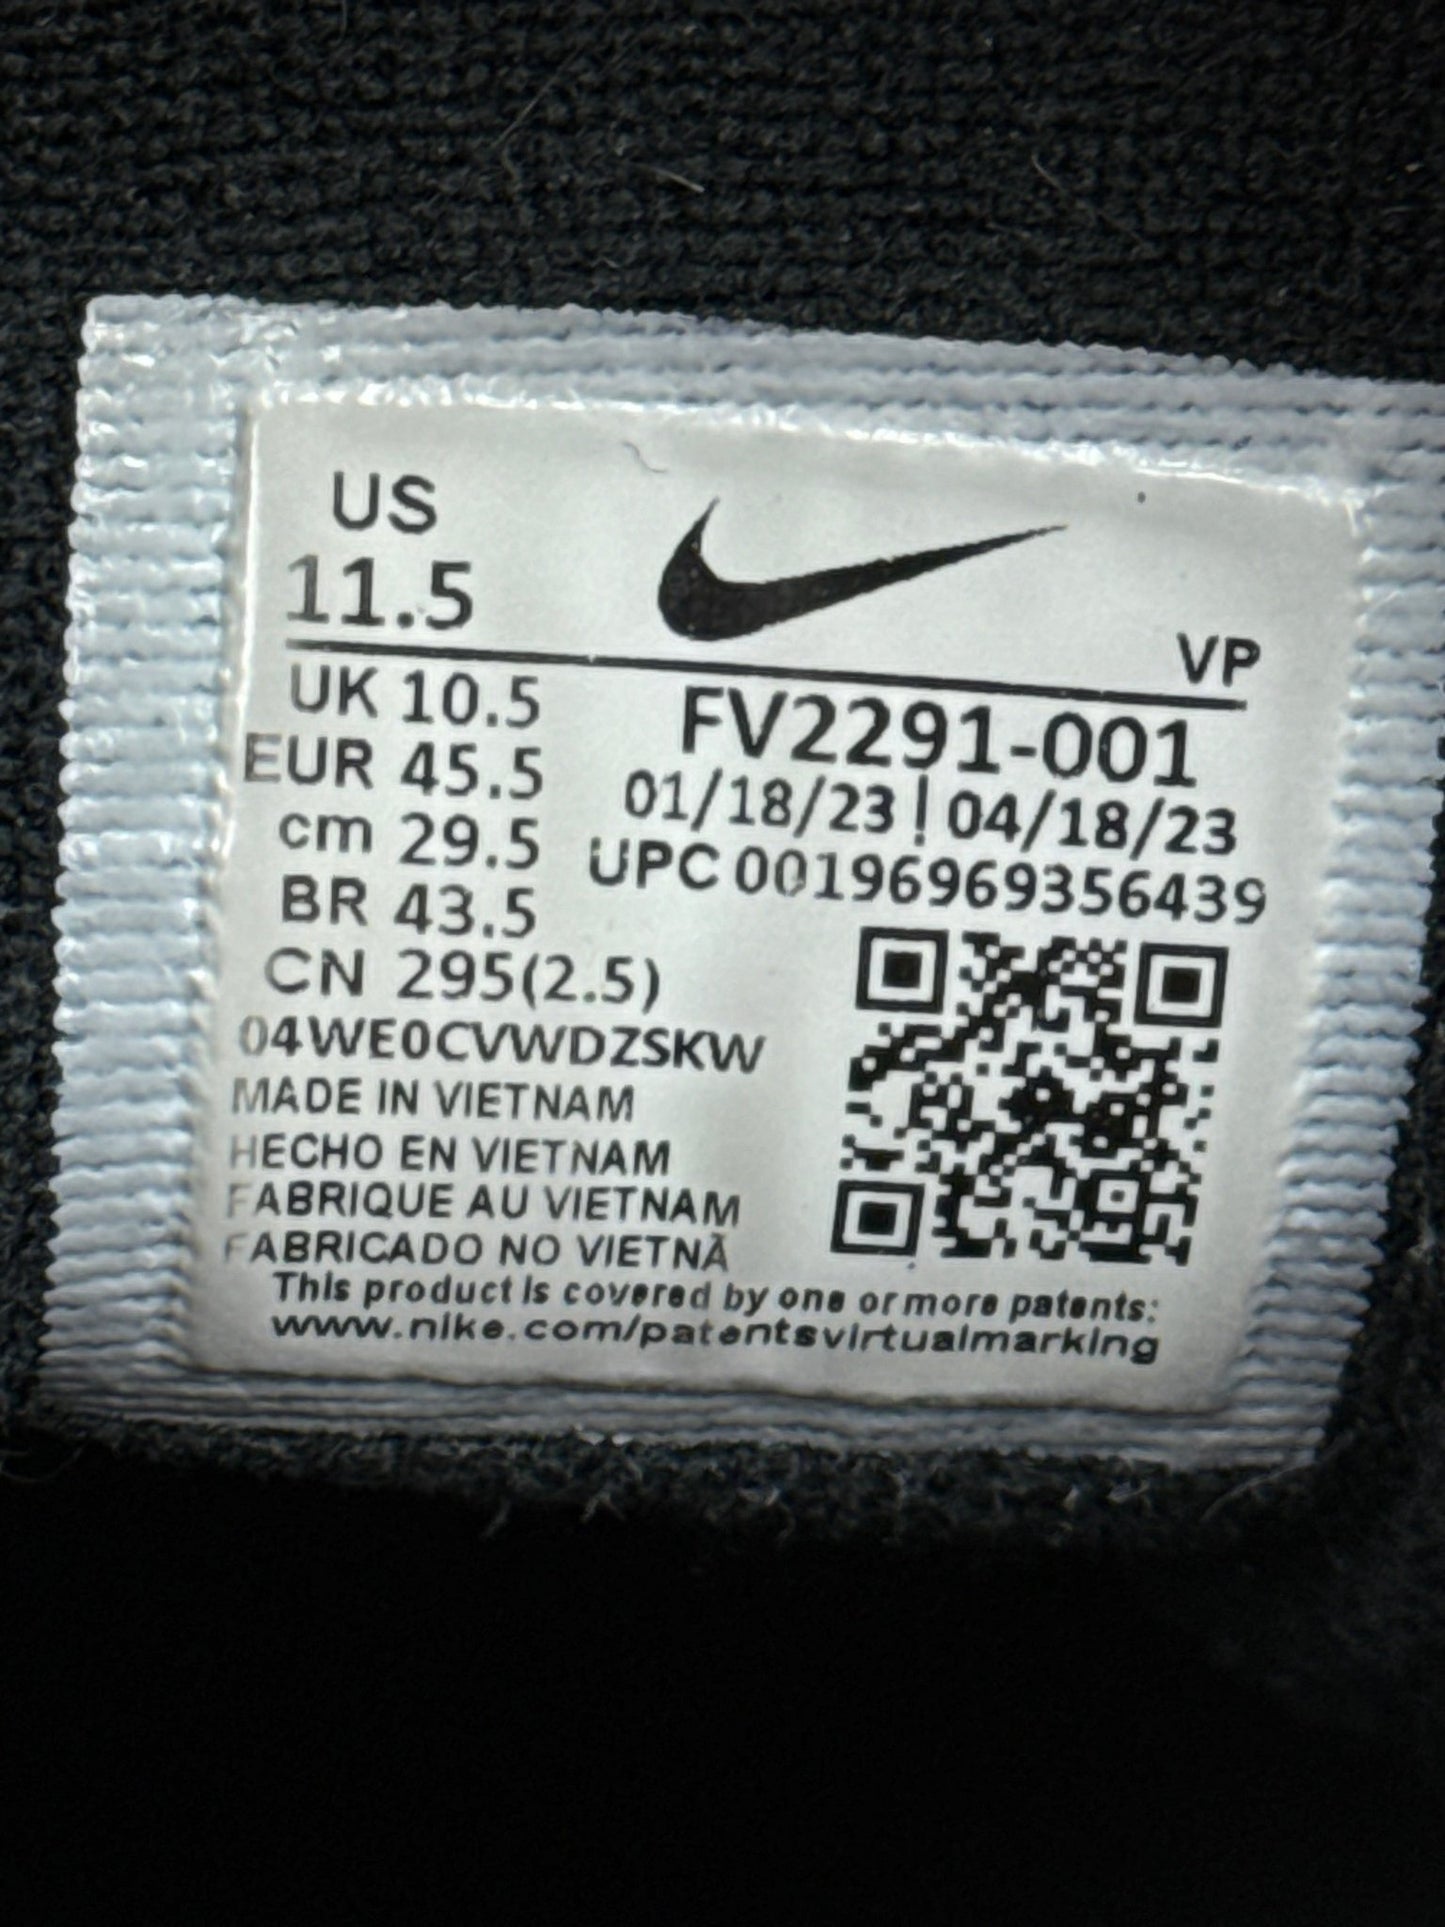 US
11.5
VP
UK 10.5
EUR 45.5
cm 29.5
BR 43.5
CN 295(2.5)
FV2291-001
01/18/23 | 04/18/23
UPC 00196969356439
04WE0CVWDZSKW
MADE IN VIETNAM
HECHO EN VIETNAM
FABRIQUE AU VIETNAM
FABRICADO NO VIETNÃ
This product is covered by one or more patents:
www.nike.com/patentsvirtualmarking